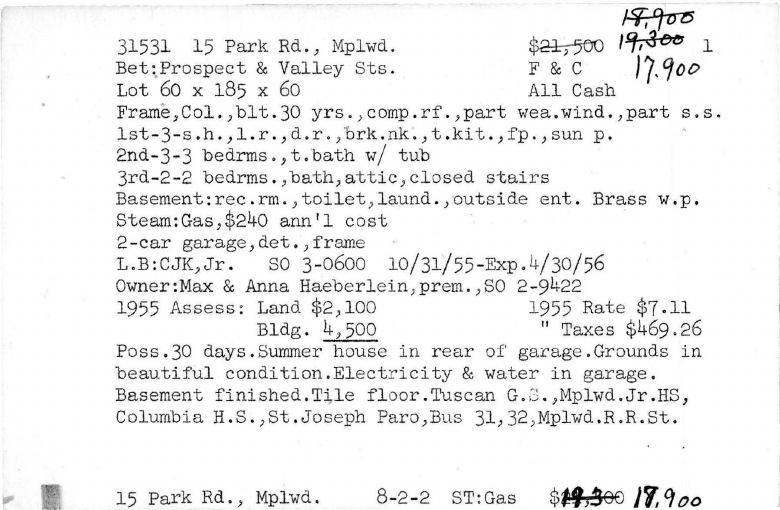 18,900
31531 15 Park Rd., Mplwd. $21,500 19,300 1
Bet:Prospect & Valley Sts. F & C 17.900
Lot 60 x 185 x 60 All Cash
Frame,Col.,blt.30 yrs.,comp.rf.,part wea.wind.,part s.s.
1st-3-s.h.,l.r.,d.r.,brk.nk.,t.kit.,fp.,sun p.
2nd-3-3 bedrms.,t.bath w/ tub
3rd-2-2 bedrms.,bath,attic,closed stairs
Basement:rec.rm.,toilet,laund.,outside ent. Brass w.p.
Steam:Gas,$240 ann'l cost
2-car garage,det.,frame
L.B:CJK,Jr. SO 3-0600 10/31/55-Exp.4/30/56
Owner:Max & Anna Haeberlein,prem.,SO 2-9422
1955 Assess: Land $2,100 1955 Rate $7.11
Bldg. 4,500 " Taxes $469.26
Poss.30 days.Summer house in rear of garage.Grounds in
beautiful condition.Electricity & water in garage.
Basement finished.Tile floor.Tuscan G.S.,Mplwd.Jr.HS,
Columbia H.S.,St.Joseph Paro,Bus 31,32,Mplwd.R.R.St.
15 Park Rd., Mplwd. 8-2-2 ST:Gas $19,300 17,900